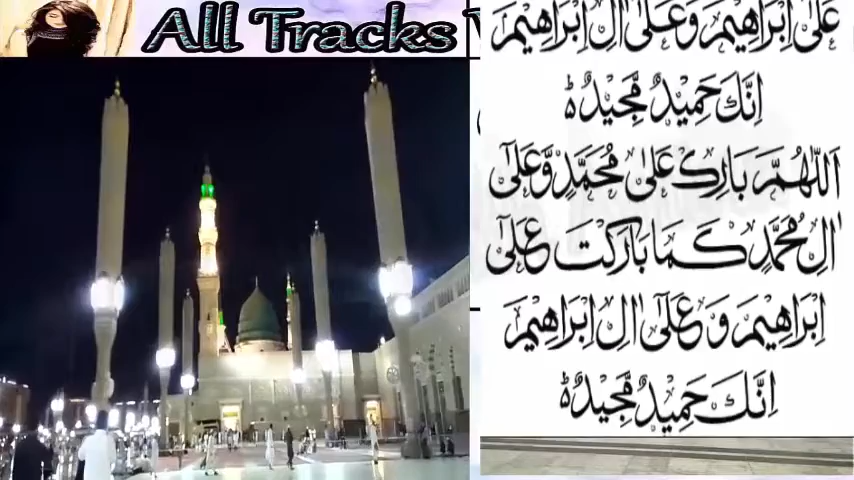 All Tracks
عَلٰٓى اِبْرَاهِيْمَ وَعَلٰٓى اٰلِ اِبْرَاهِيْمَ
اِنَّكَ حَمِيْدٌ مَّجِيْدٌ ۃ
اَللّٰهُمَّ بَارِكْ عَلٰى مُحَمَّدٍ وَّعَلٰٓى
اٰلِ مُحَمَّدٍ كَمَا بَارَكْتَ عَلٰٓى
اِبْرَاهِيْمَ وَ عَلٰٓى اٰلِ اِبْرَاهِيْمَ
اِنَّكَ حَمِيْدٌ مَّجِيْدٌ ۃ